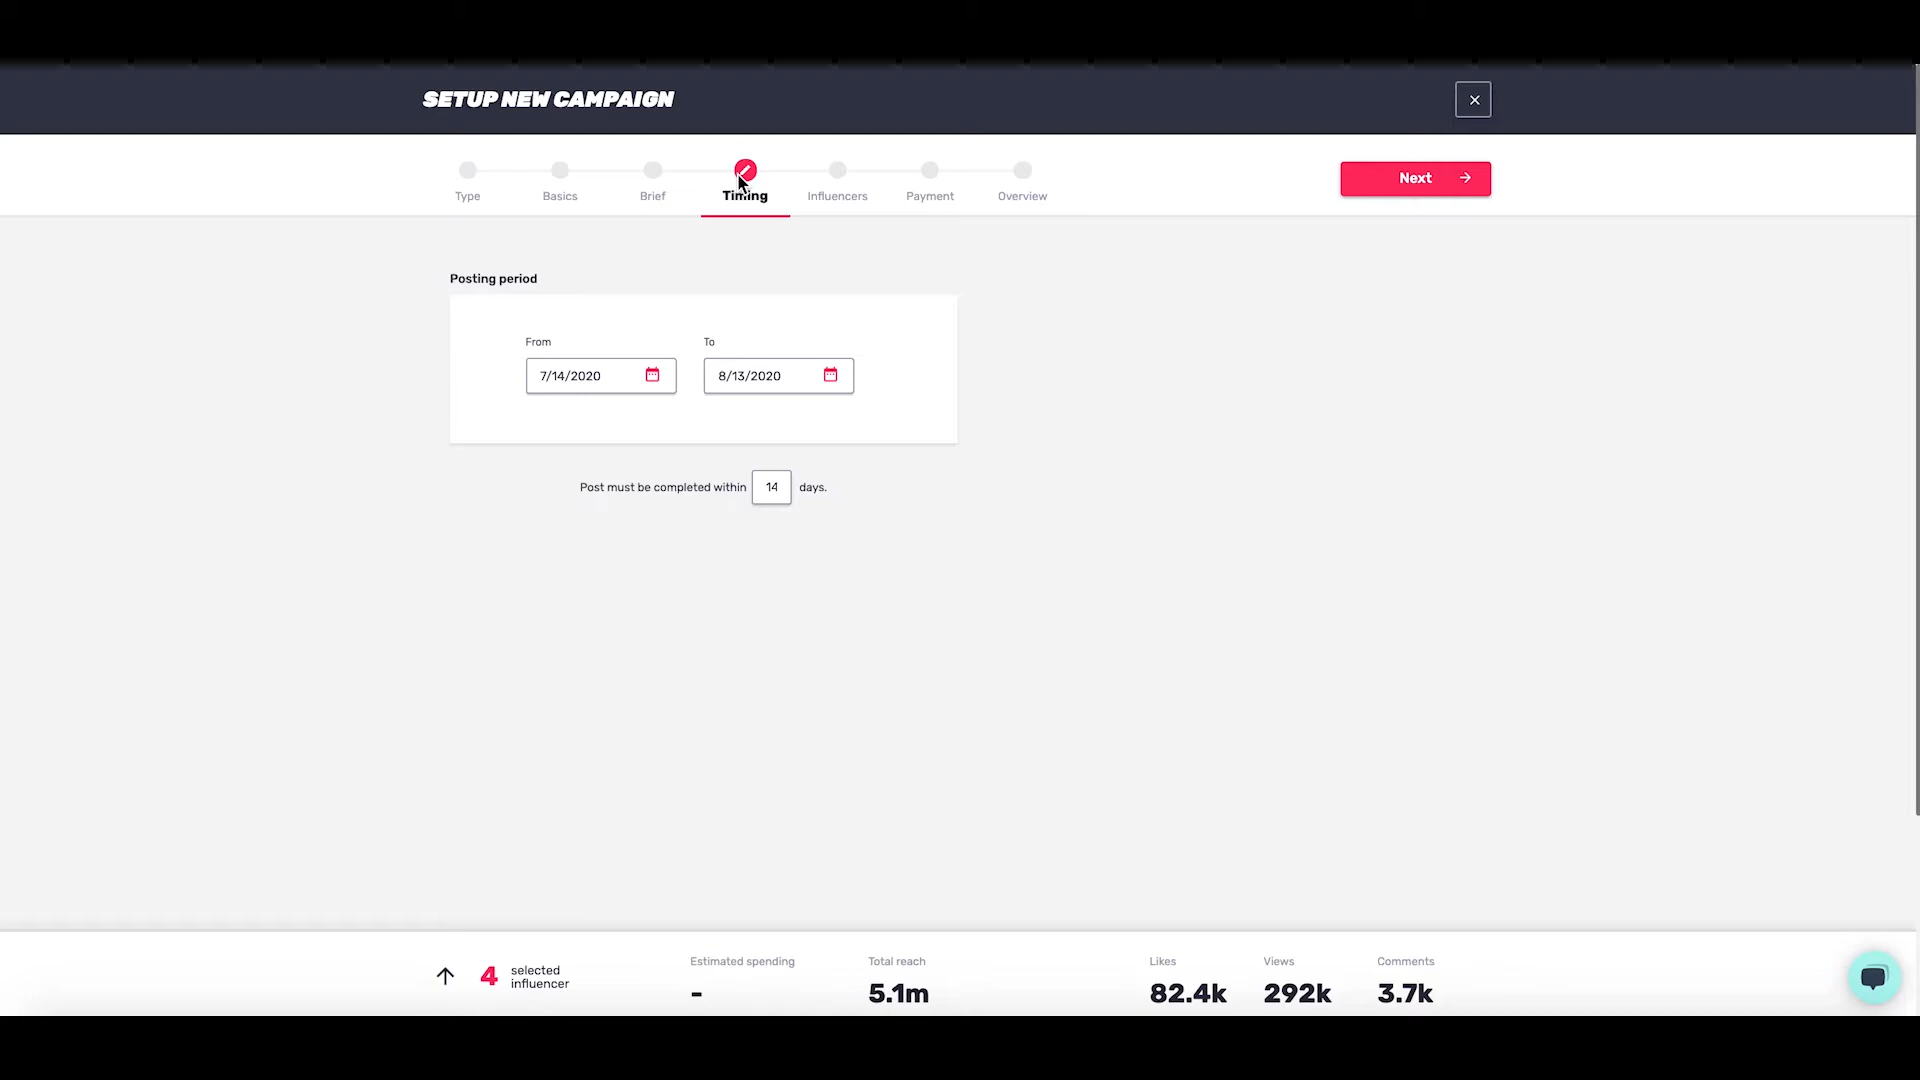 SETUP NEW CAMPAIGN
Type
Basics
Brief
Timing
Influencers
Payment
Overview
Next
Posting period
From
To
7/14/2020
8/13/2020
Post must be completed within 14 days.
4 selected
influencer
Estimated spending
-
Total reach
5.1m
Likes
82.4k
Views
292k
Comments
3.7k